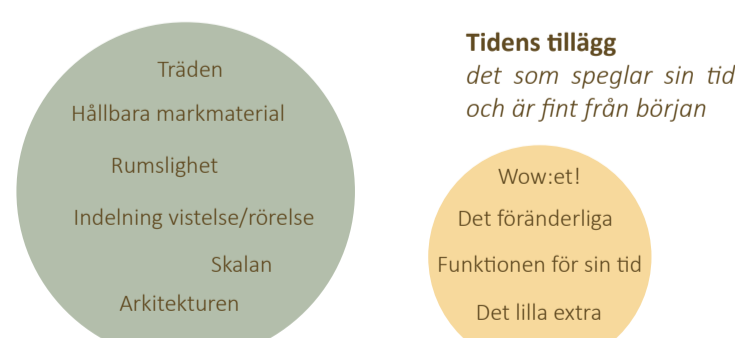 Träden
Hållbara markmaterial
Rumslighet
Indelning vistelse/rörelse
Skalan
Arkitekturen
Tidens tillägg
det som speglar sin tid
och är fint från början
Wow:et!
Det föränderliga
Funktionen för sin tid
Det lilla extra